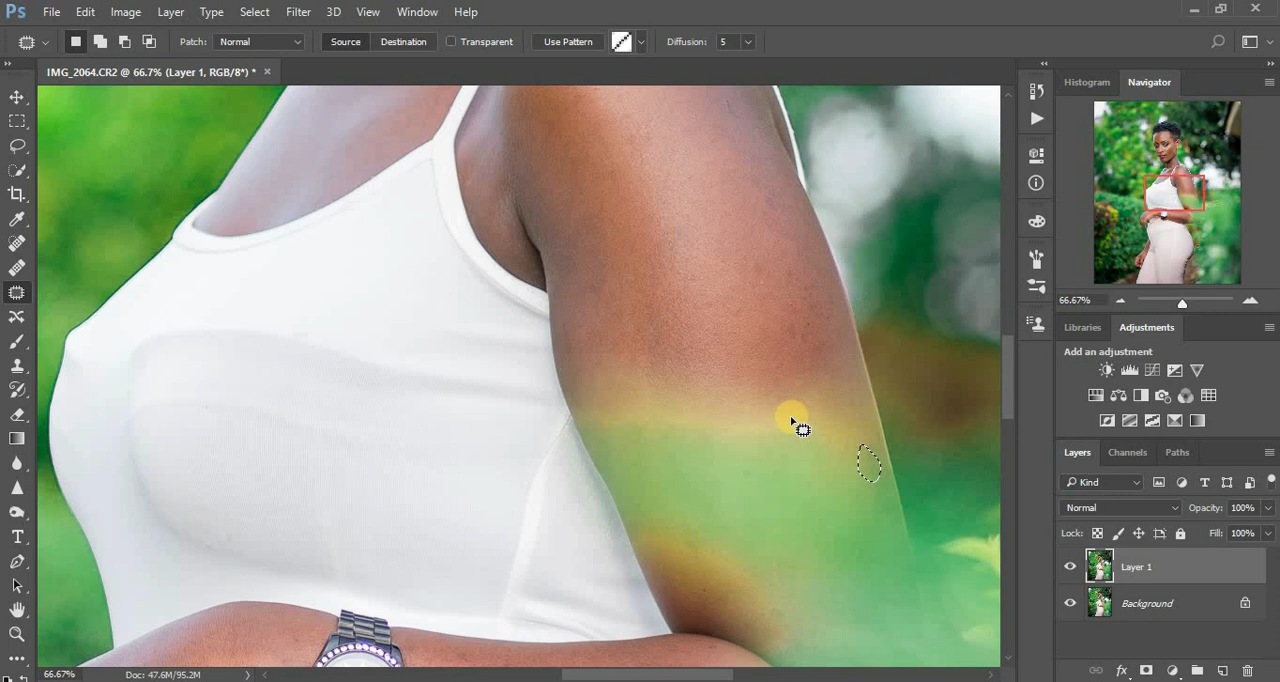 Ps File Edit Image Layer Type Select Filter 3D View Window Help
Patch: Normal Source Destination Transparent Use Pattern Diffusion: 5
IMG_2064.CR2 @ 66.7% (Layer 1, RGB/8*) * ×
Histogram Navigator
66.67%
Libraries Adjustments
Add an adjustment
Layers Channels Paths
Kind
Normal Opacity: 100%
Lock: Fill: 100%
Layer 1
Background
66.67% Doc: 47.6M/95.2M